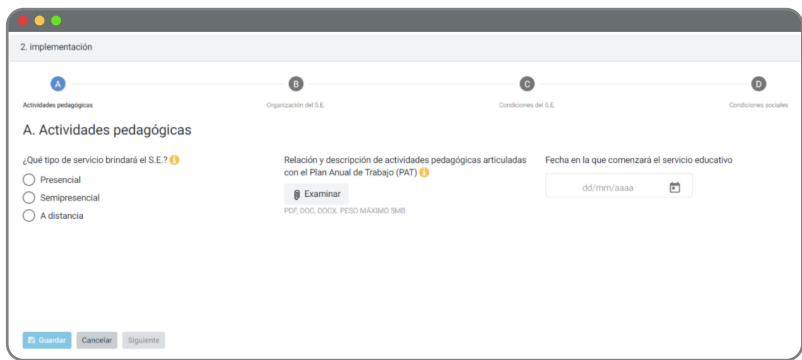 2. implementación
A
B
C
D
Actividades pedagógicas
Organización del S.E.
Condiciones del S.E.
Condiciones sociales
A. Actividades pedagógicas
¿Qué tipo de servicio brindará el S.E.?
Presencial
Semipresencial
A distancia
Relación y descripción de actividades pedagógicas articuladas
con el Plan Anual de Trabajo (PAT)
Examinar
PDF, DOC, DOCX. PESO MÁXIMO 5MB
Fecha en la que comenzará el servicio educativo
dd/mm/aaaa
Guardar
Cancelar
Siguiente